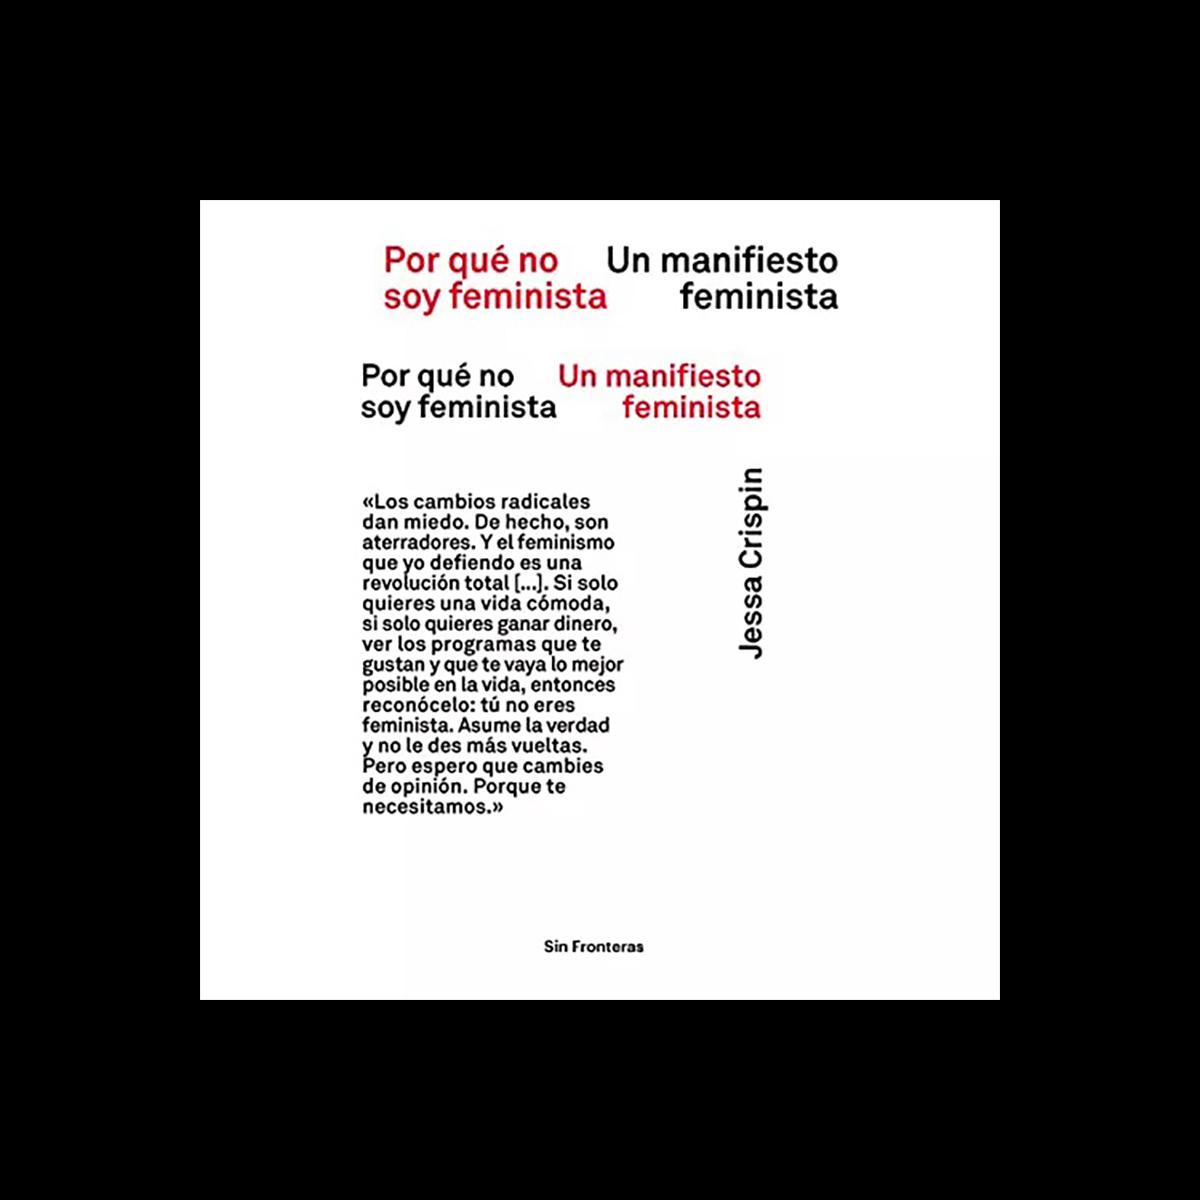 Por qué no
soy feminista
Un manifiesto
feminista
Por qué no
soy feminista
Un manifiesto
feminista
Jessa Crispin
«Los cambios radicales
dan miedo. De hecho, son
aterradores. Y el feminismo
que yo defiendo es una
revolución total [...]. Si solo
quieres una vida cómoda,
si solo quieres ganar dinero,
ver los programas que te
gustan y que te vaya lo mejor
posible en la vida, entonces
reconócelo: tú no eres
feminista. Asume la verdad
y no le des más vueltas.
Pero espero que cambies
de opinión. Porque te
necesitamos.»
Sin Fronteras